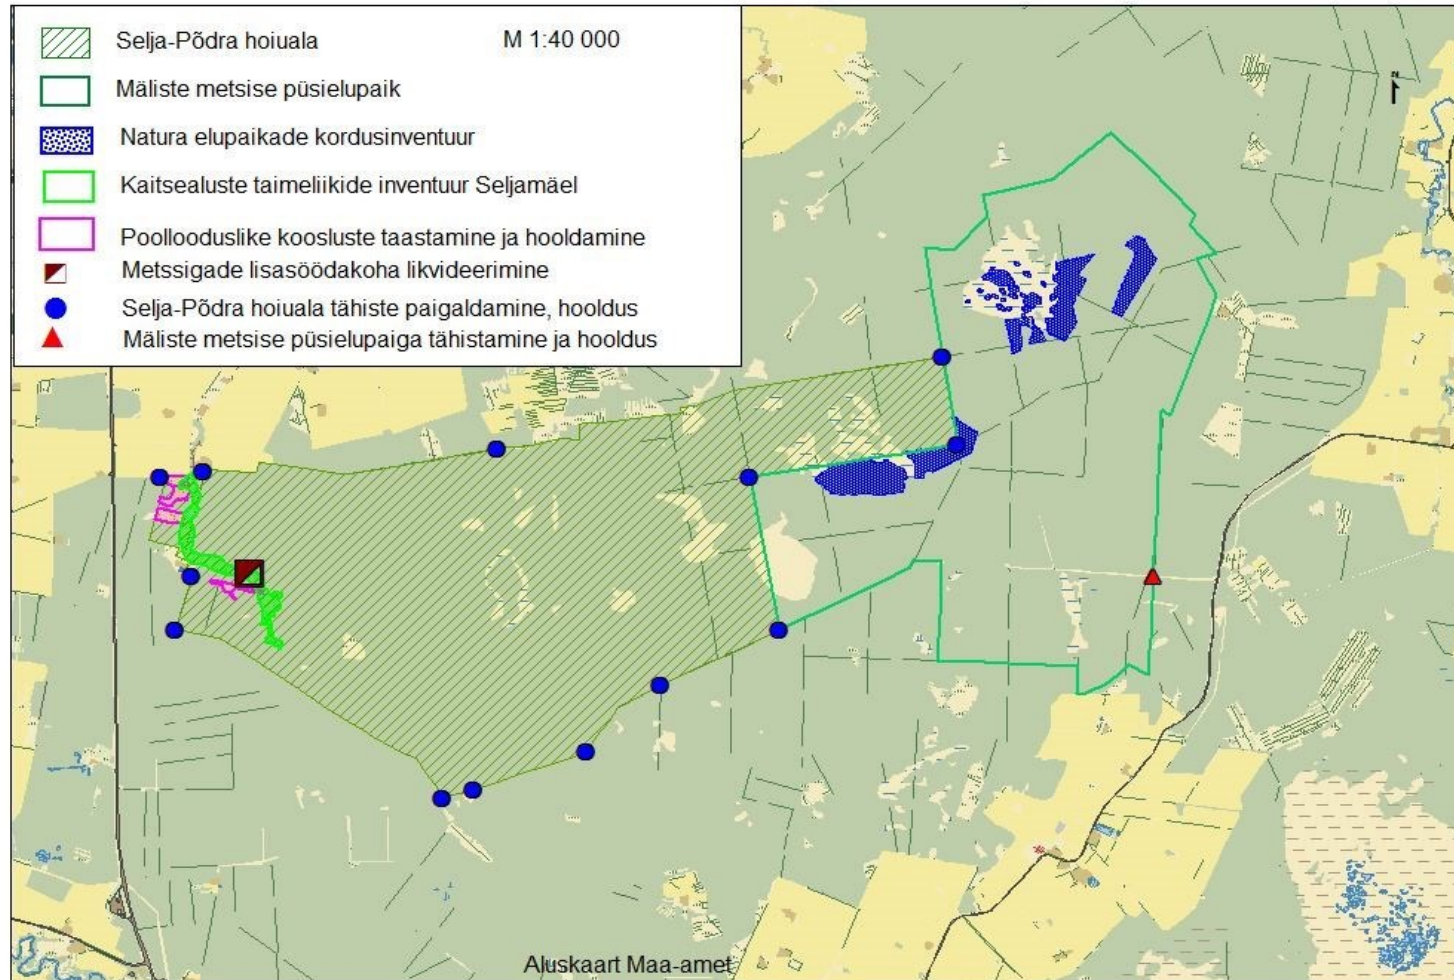 Selja-Põdra hoiuala
M 1:40 000
Mäliste metsise püsielupaik
Natura elupaikade kordusinventuur
Kaitsealuste taimeliikide inventuur Seljamäel
Poollooduslike koosluste taastamine ja hooldamine
Metssigade lisasöödakoha likvideerimine
Selja-Põdra hoiuala tähiste paigaldamine, hooldus
Mäliste metsise püsielupaiga tähistamine ja hooldus
Aluskaart Maa-amet